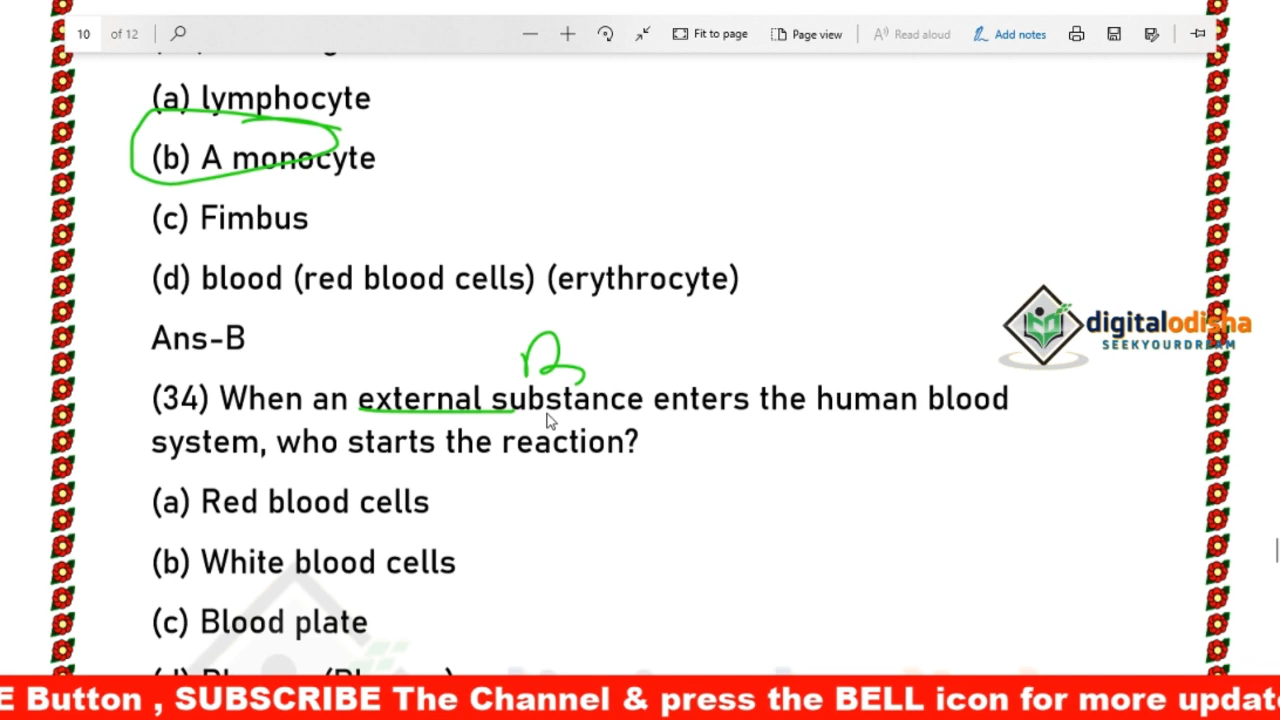 10 of 12 Fit to page Page view Read aloud Add notes
(a) lymphocyte
(b) A monocyte
(c) Fimbus
(d) blood (red blood cells) (erythrocyte)
digitalodisha
SEEKYOURDREAM
Ans-B
B
(34) When an external substance enters the human blood
system, who starts the reaction?
(a) Red blood cells
(b) White blood cells
(c) Blood plate
E Button , SUBSCRIBE The Channel & press the BELL icon for more updat